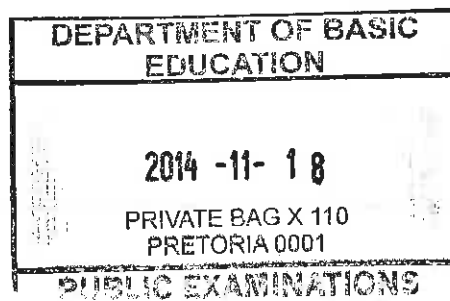 DEPARTMENT OF BASIC
EDUCATION
2014 -11- 18
PRIVATE BAG X 110
PRETORIA 0001
PUBLIC EXAMINATIONS